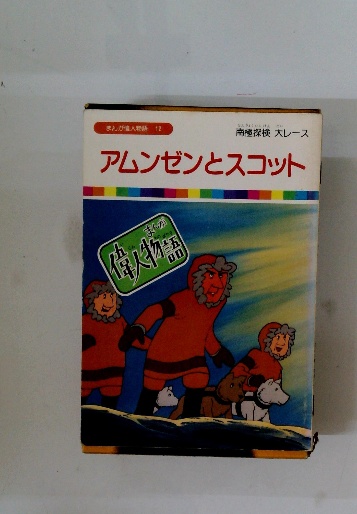 まんが偉人物語 12
南極探検 大レース
アムンゼンとスコット
まんが
偉人物語